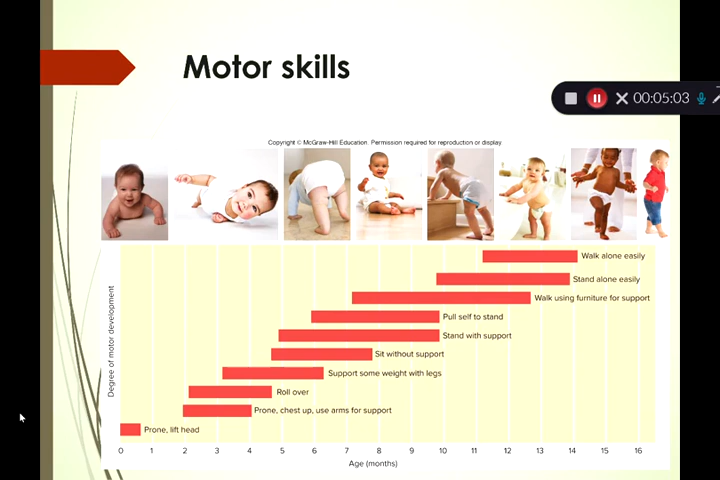 Motor skills
00:05:03
Copyright © McGraw-Hill Education. Permission required for reproduction or display.
Walk alone easily
Stand alone easily
Walk using furniture for support
Pull self to stand
Stand with support
Sit without support
Support some weight with legs
Roll over
Prone, chest up, use arms for support
Prone, lift head
Degree of motor development
0 1 2 3 4 5 6 7 8 9 10 11 12 13 14 15 16
Age (months)